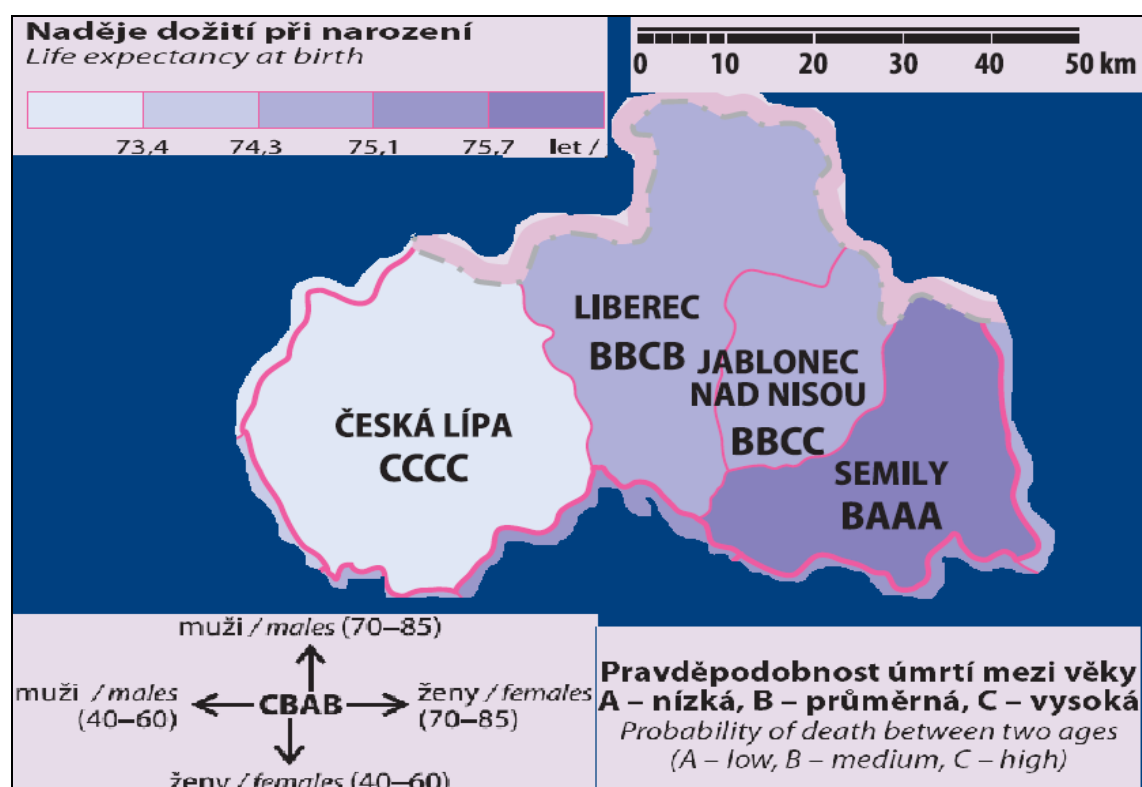 Naděje dožití při narození
Life expectancy at birth
73,4 74,3 75,1 75,7 let /
0 10 20 30 40 50 km
LIBEREC
BBCB
JABLONEC
NAD NISOU
BBCC
ČESKÁ LÍPA
CCCC
SEMILY
BAAA
muži / males (70–85)
muži / males
(40–60)
CBAB
ženy / females
(70–85)
ženy / females (40–60)
Pravděpodobnost úmrtí mezi věky
A – nízká, B – průměrná, C – vysoká
Probability of death between two ages
(A – low, B – medium, C – high)